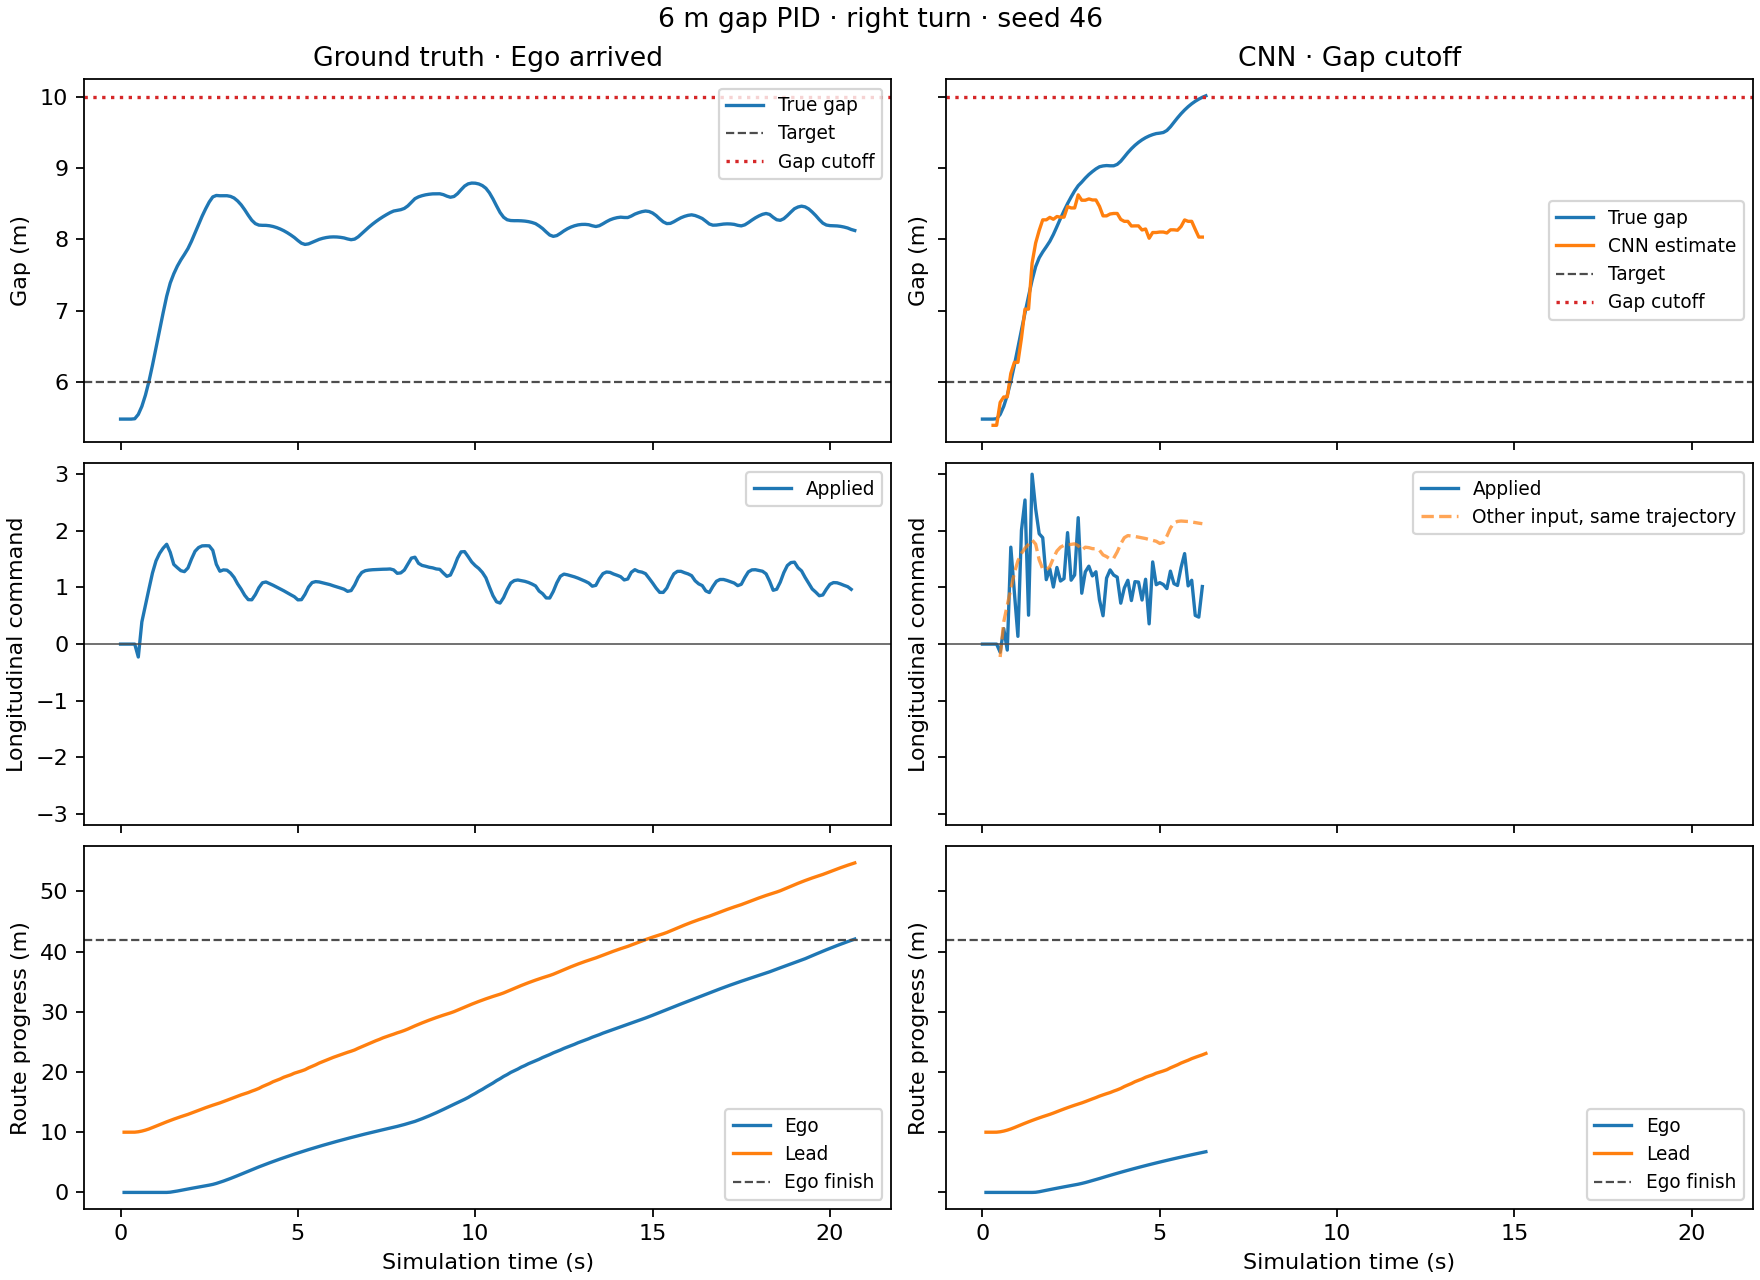 6 m gap PID · right turn · seed 46
Ground truth · Ego arrived
Gap (m)
10
9
8
7
6
True gap
Target
Gap cutoff
CNN · Gap cutoff
Gap (m)
True gap
CNN estimate
Target
Gap cutoff
Longitudinal command
3
2
1
0
−1
−2
−3
Applied
Longitudinal command
Applied
Other input, same trajectory
Route progress (m)
50
40
30
20
10
0
Ego
Lead
Ego finish
0 5 10 15 20
Simulation time (s)
Route progress (m)
Ego
Lead
Ego finish
0 5 10 15 20
Simulation time (s)